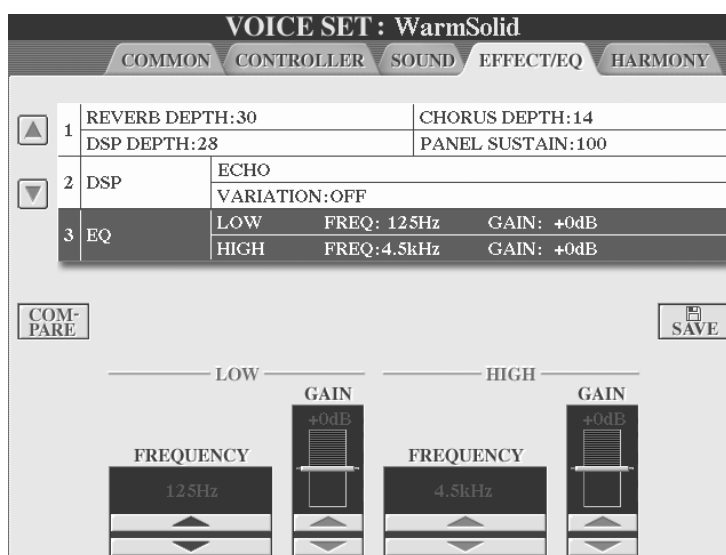 VOICE SET : WarmSolid
COMMON CONTROLLER SOUND EFFECT/EQ HARMONY
1 REVERB DEPTH:30 CHORUS DEPTH:14
DSP DEPTH:28 PANEL SUSTAIN:100
2 DSP ECHO
VARIATION:OFF
3 EQ LOW FREQ: 125Hz GAIN: +0dB
HIGH FREQ:4.5kHz GAIN: +0dB
COM-
PARE
SAVE
LOW HIGH
GAIN GAIN
+0dB +0dB
FREQUENCY FREQUENCY
125Hz 4.5kHz